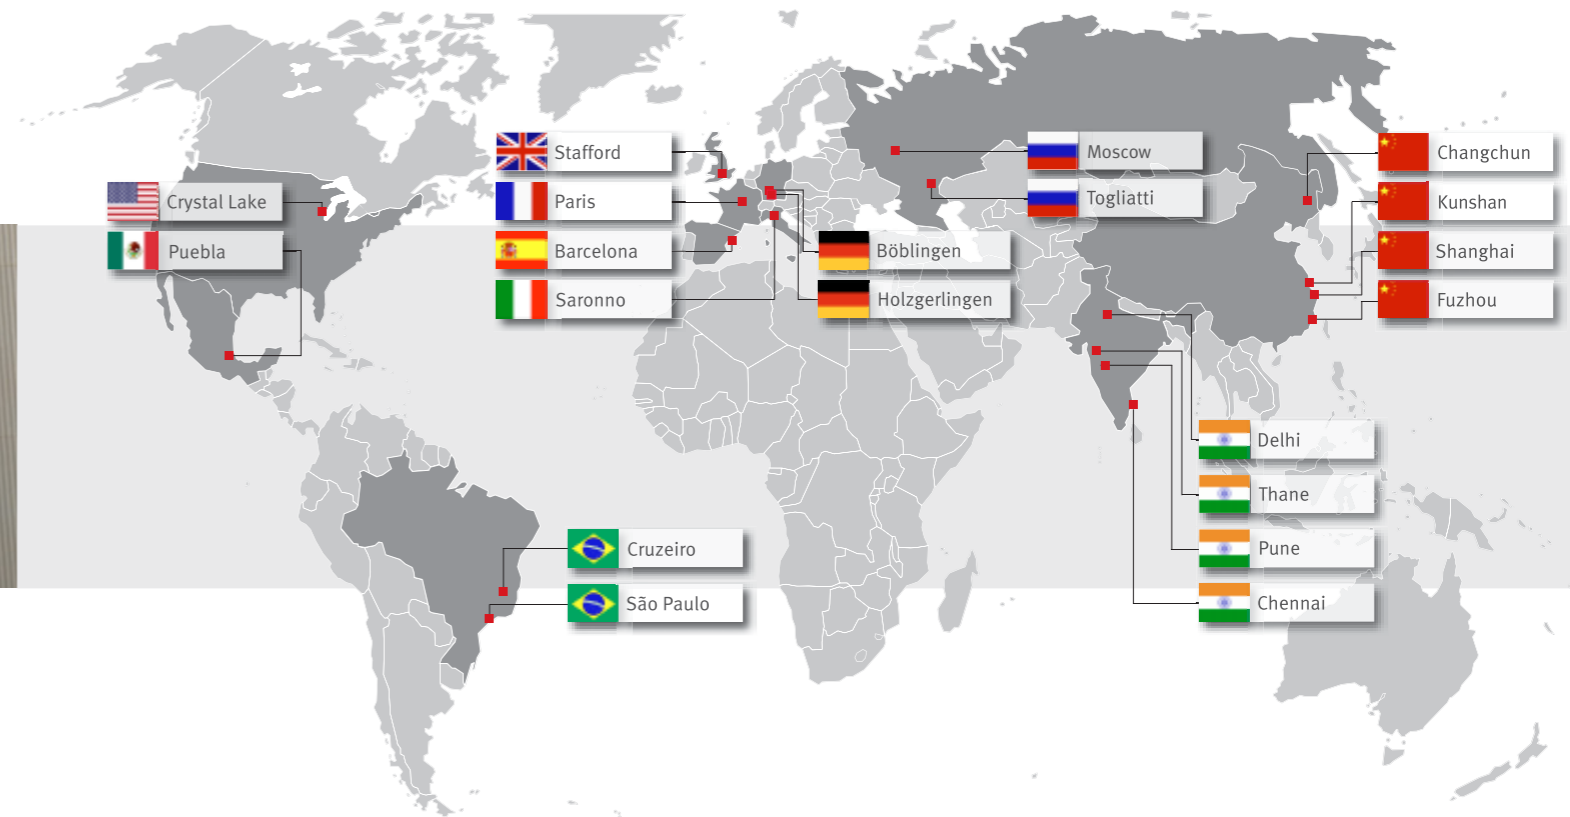 Crystal Lake
Puebla
Stafford
Paris
Barcelona
Saronno
Böblingen
Holzgerlingen
Moscow
Togliatti
Changchun
Kunshan
Shanghai
Fuzhou
Delhi
Thane
Pune
Chennai
Cruzeiro
São Paulo